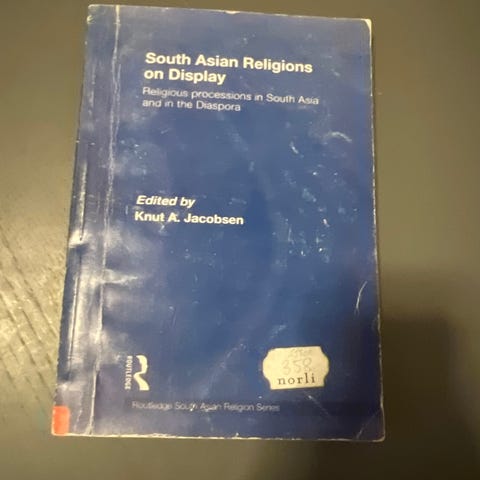 South Asian Religions
on Display
Religious processions in South Asia
and in the Diaspora
Edited by
Knut A. Jacobsen
ROUTLEDGE
358
norli
Routledge South Asian Religion Series